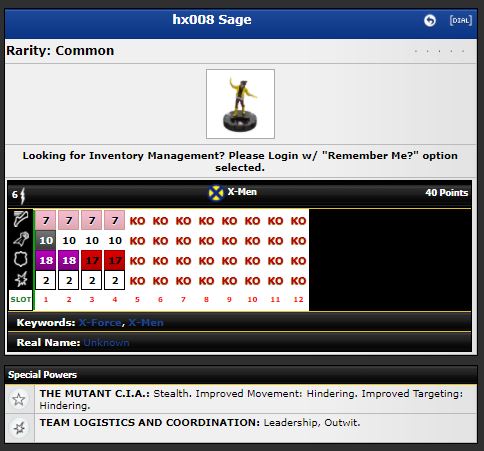 hx008 Sage
[DIAL]
Rarity: Common
Looking for Inventory Management? Please Login w/ "Remember Me?" option
selected.
6 X-Men 40 Points
7 7 7 7 KO KO KO KO KO KO KO KO
10 10 10 10 KO KO KO KO KO KO KO KO
18 18 17 17 KO KO KO KO KO KO KO KO
2 2 2 2 KO KO KO KO KO KO KO KO
SLOT 1 2 3 4 5 6 7 8 9 10 11 12
Keywords: X-Force, X-Men
Real Name: Unknown
Special Powers
THE MUTANT C.I.A.: Stealth. Improved Movement: Hindering. Improved Targeting:
Hindering.
TEAM LOGISTICS AND COORDINATION: Leadership, Outwit.